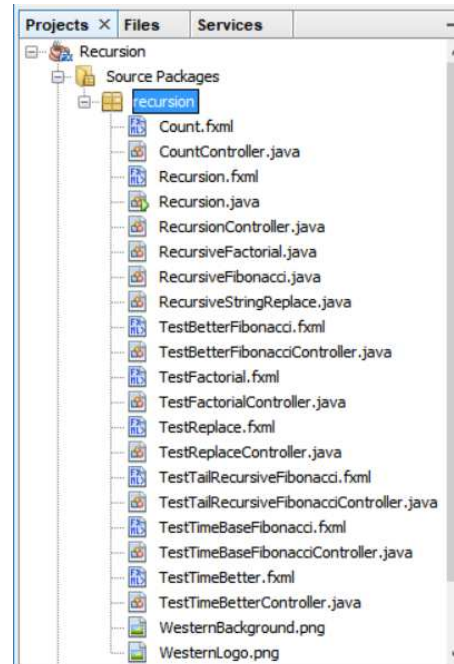 Projects × Files Services
Recursion
Source Packages
recursion
Count.fxml
CountController.java
Recursion.fxml
Recursion.java
RecursionController.java
RecursiveFactorial.java
RecursiveFibonacci.java
RecursiveStringReplace.java
TestBetterFibonacci.fxml
TestBetterFibonacciController.java
TestFactorial.fxml
TestFactorialController.java
TestReplace.fxml
TestReplaceController.java
TestTailRecursiveFibonacci.fxml
TestTailRecursiveFibonacciController.java
TestTimeBaseFibonacci.fxml
TestTimeBaseFibonacciController.java
TestTimeBetter.fxml
TestTimeBetterController.java
WesternBackground.png
WesternLogo.png